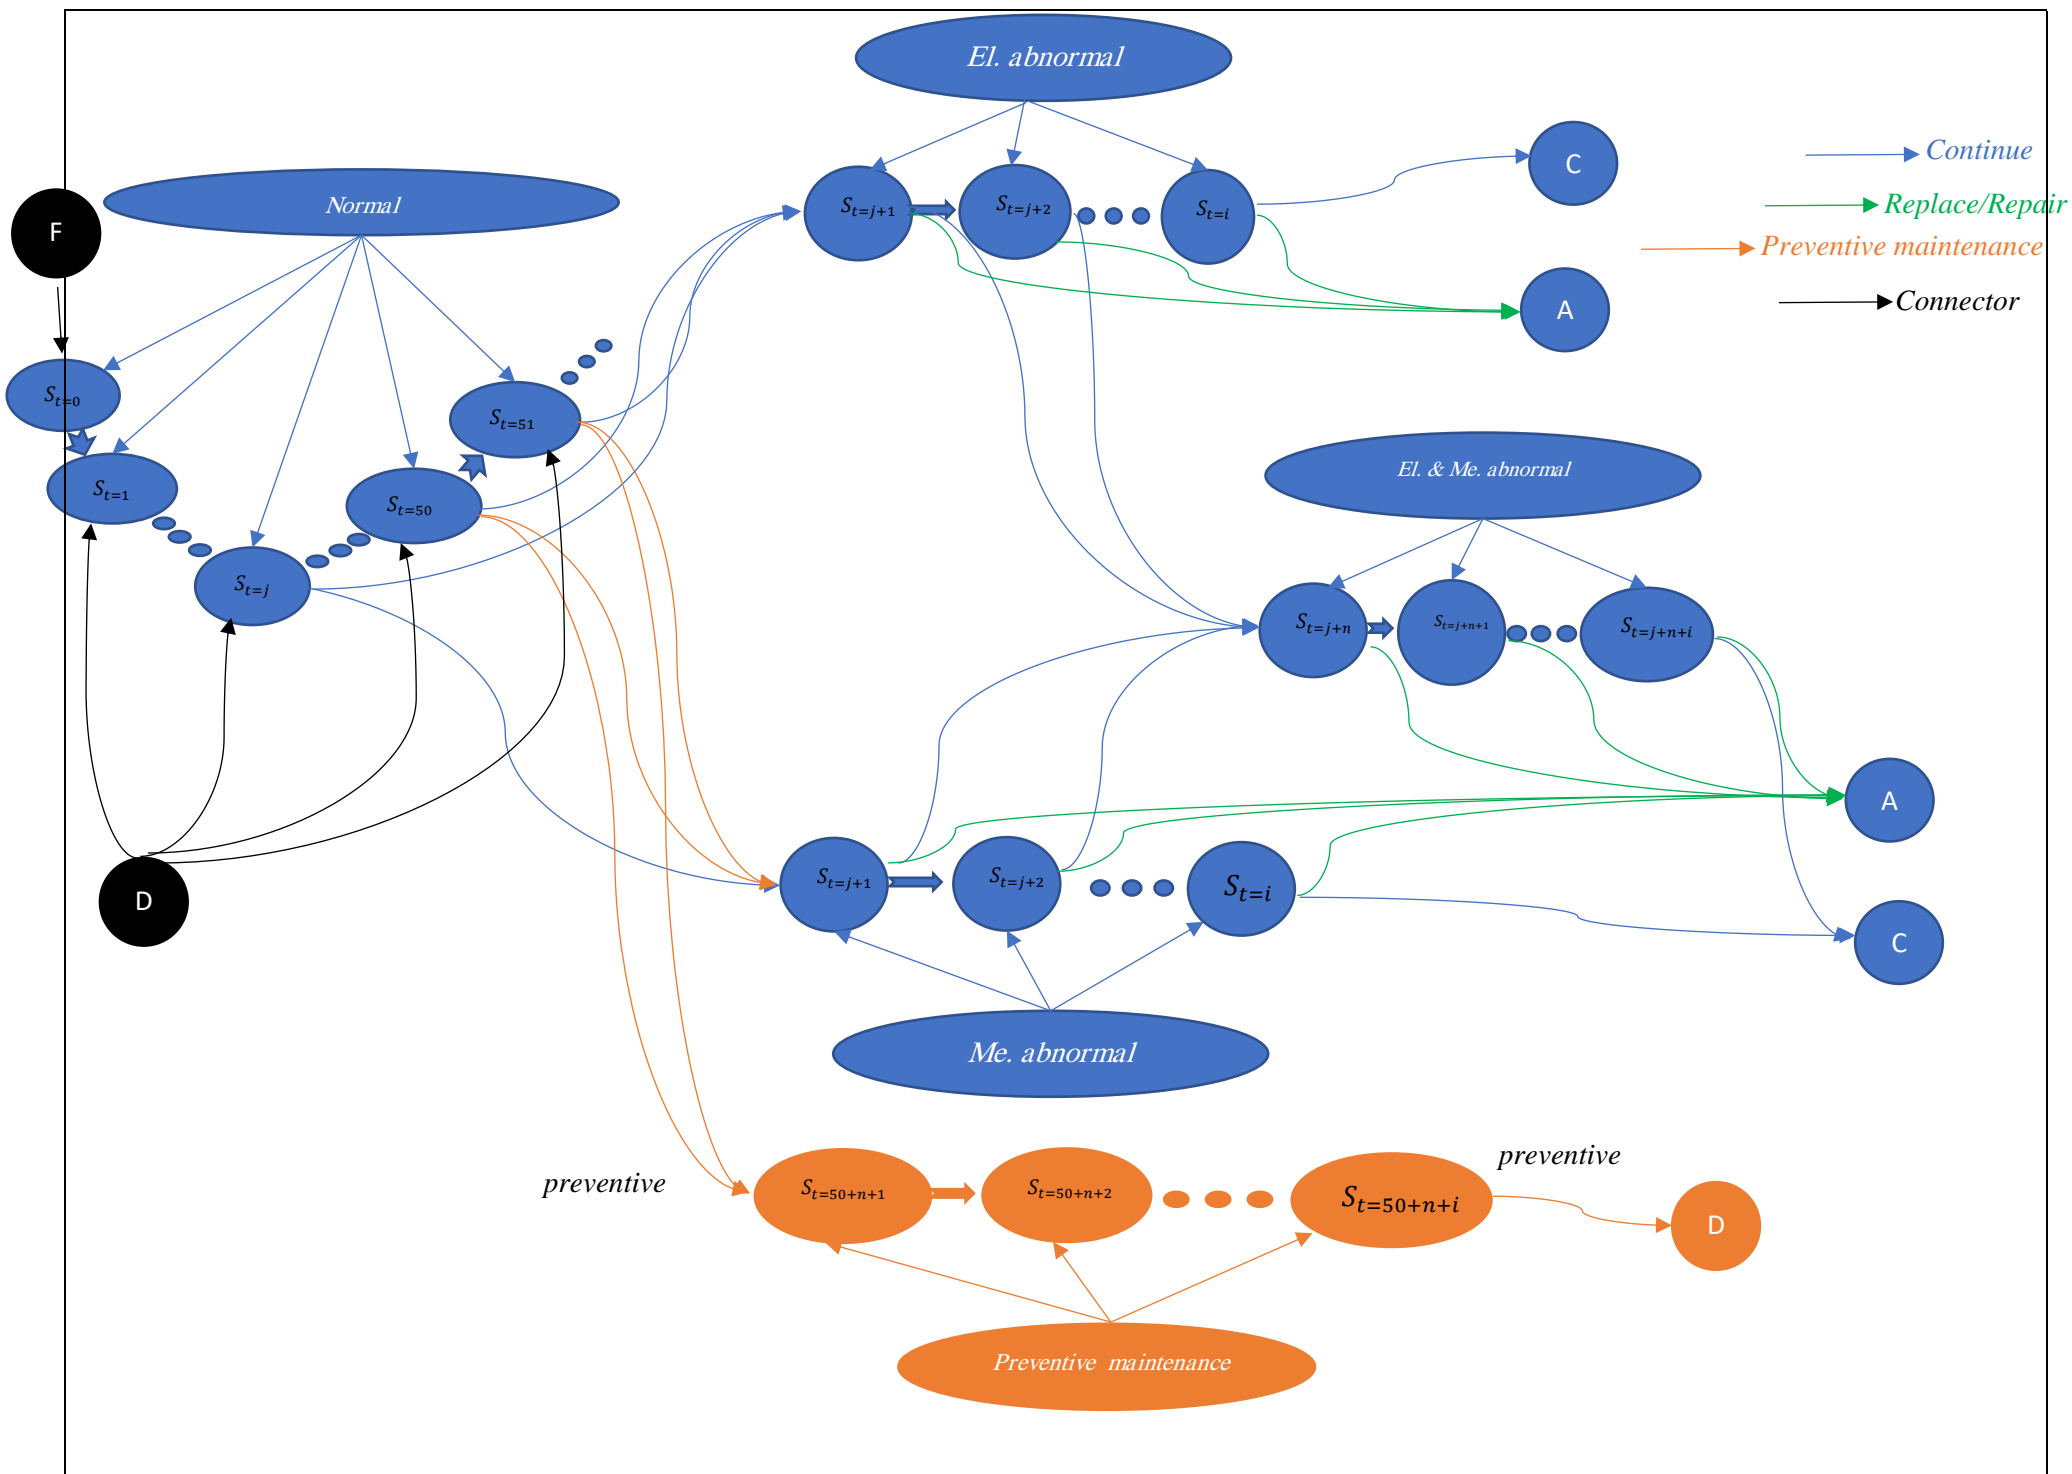 El. abnormal
C
Continue
Normal
S_{t=j+1}
S_{t=j+2}
S_{t=i}
Replace/Repair
F
Preventive maintenance
A
Connector
S_{t=0}
S_{t=51}
El. & Me. abnormal
S_{t=1}
S_{t=50}
S_{t=j}
S_{t=j+n}
S_{t=j+n+1}
S_{t=j+n+i}
A
S_{t=j+1}
S_{t=j+2}
S_{t=i}
D
C
Me. abnormal
preventive
preventive
S_{t=50+n+1}
S_{t=50+n+2}
S_{t=50+n+i}
D
Preventive maintenance